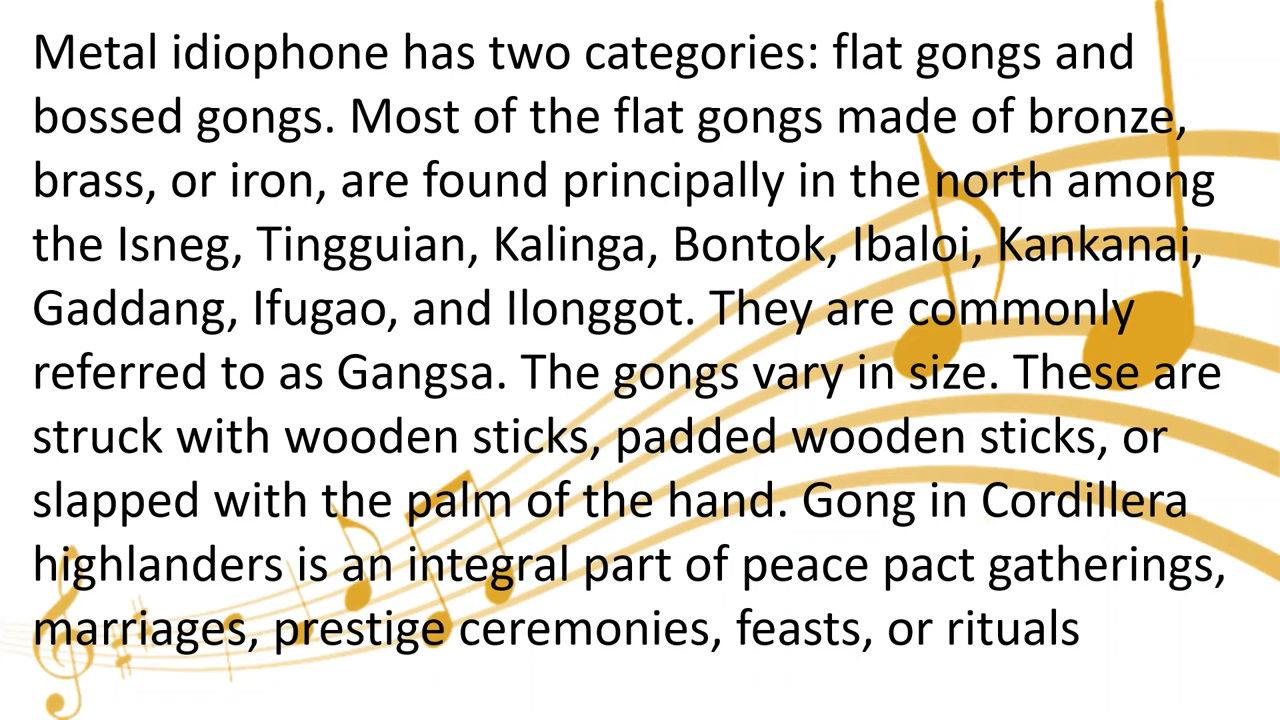 Metal idiophone has two categories: flat gongs and
bossed gongs. Most of the flat gongs made of bronze,
brass, or iron, are found principally in the north among
the Isneg, Tingguian, Kalinga, Bontok, Ibaloi, Kankanai,
Gaddang, Ifugao, and Ilonggot. They are commonly
referred to as Gangsa. The gongs vary in size. These are
struck with wooden sticks, padded wooden sticks, or
slapped with the palm of the hand. Gong in Cordillera
highlanders is an integral part of peace pact gatherings,
marriages, prestige ceremonies, feasts, or rituals